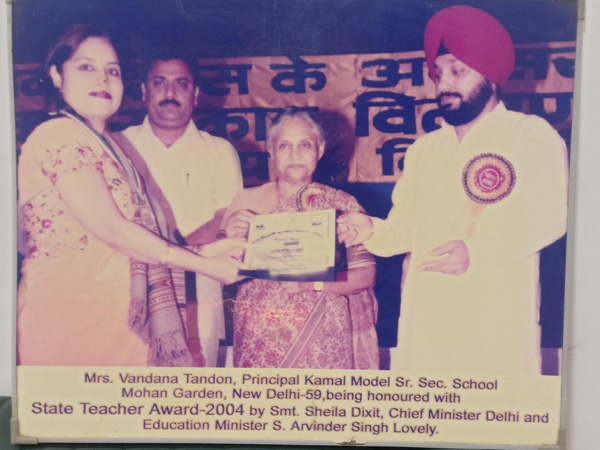 स के अ
वित
Mrs. Vandana Tandon, Principal Kamal Model Sr. Sec. School
Mohan Garden, New Delhi-59,being honoured with
State Teacher Award-2004 by Smt. Sheila Dixit, Chief Minister Delhi and
Education Minister S. Arvinder Singh Lovely.